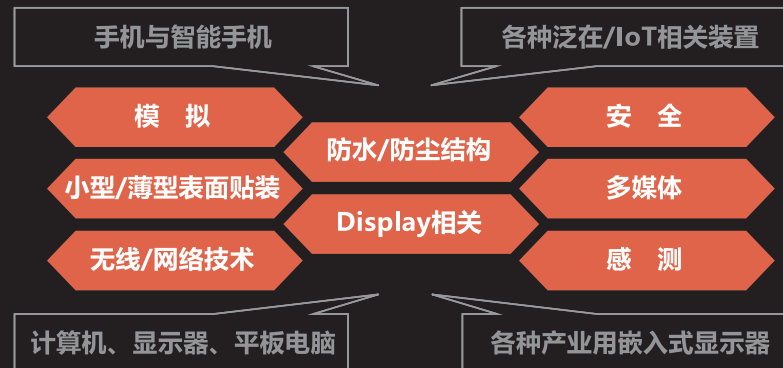 手机与智能手机
各种泛在/IoT相关装置
模 拟
安 全
防水/防尘结构
小型/薄型表面贴装
多媒体
Display相关
无线/网络技术
感 测
计算机、显示器、平板电脑
各种产业用嵌入式显示器